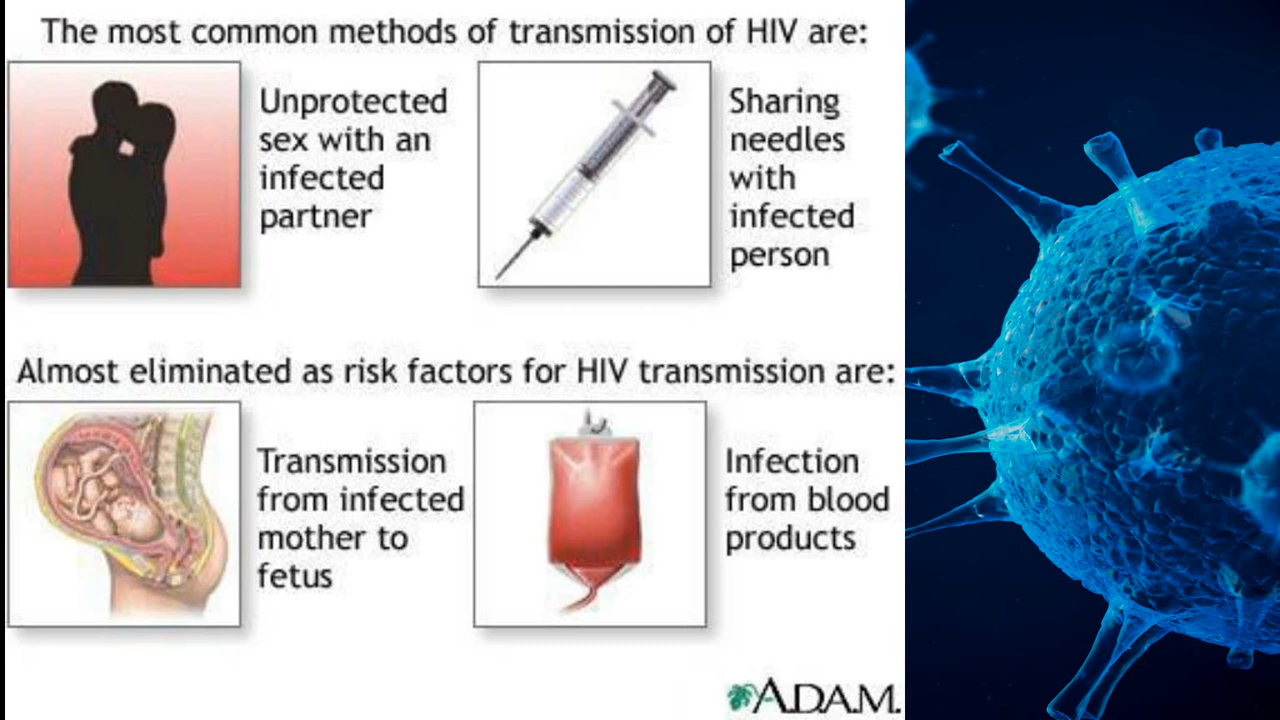 The most common methods of transmission of HIV are:
Unprotected
sex with an
infected
partner
Sharing
needles
with
infected
person
Almost eliminated as risk factors for HIV transmission are:
Transmission
from infected
mother to
fetus
Infection
from blood
products
A.D.A.M.